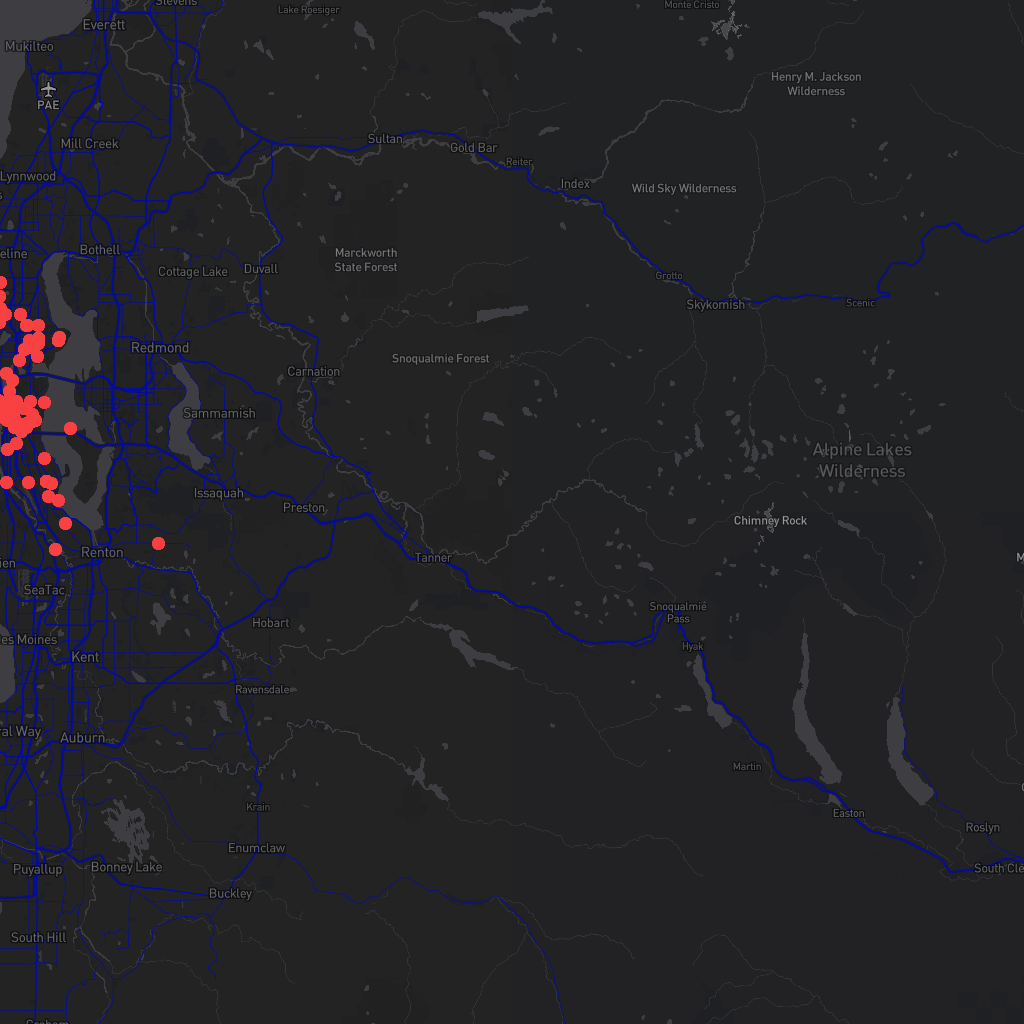 Stevens
Lake Roesiger
Monte Cristo
Everett
Mukilteo
Henry M. Jackson
Wilderness
PAE
Mill Creek
Sultan
Gold Bar
Reiter
Lynnwood
Index
Wild Sky Wilderness
s
eline
Bothell
Marckworth
State Forest
Cottage Lake
Duvall
Grotto
Skykomish
Scenic
Redmond
Snoqualmie Forest
Carnation
Sammamish
Alpine Lakes
Wilderness
Issaquah
Preston
Chimney Rock
Renton
Tanner
M
ien
SeaTac
Snoqualmie
Pass
Hobart
es Moines
Hyak
Kent
Ravensdale
ral Way
Auburn
Martin
Krain
Easton
Roslyn
Enumclaw
Puyallup
Bonney Lake
South Cle
Buckley
South Hill
Graham